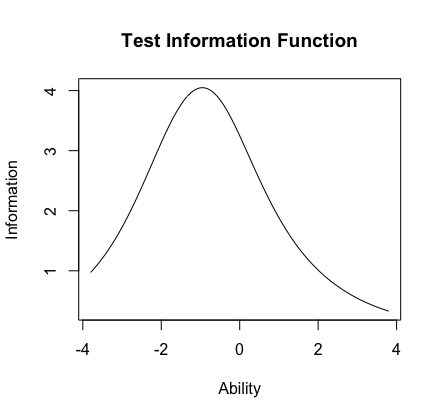 Test Information Function
Information
4
3
2
1
-4 -2 0 2 4
Ability